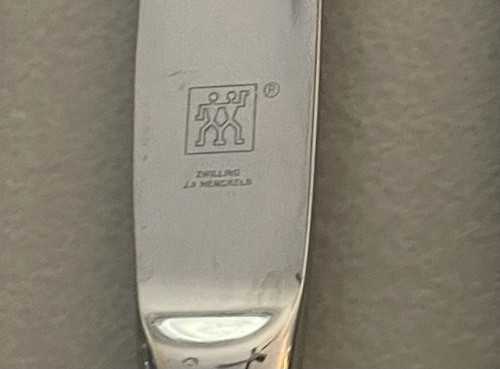 ®
ZWILLING
J.A HENCKELS